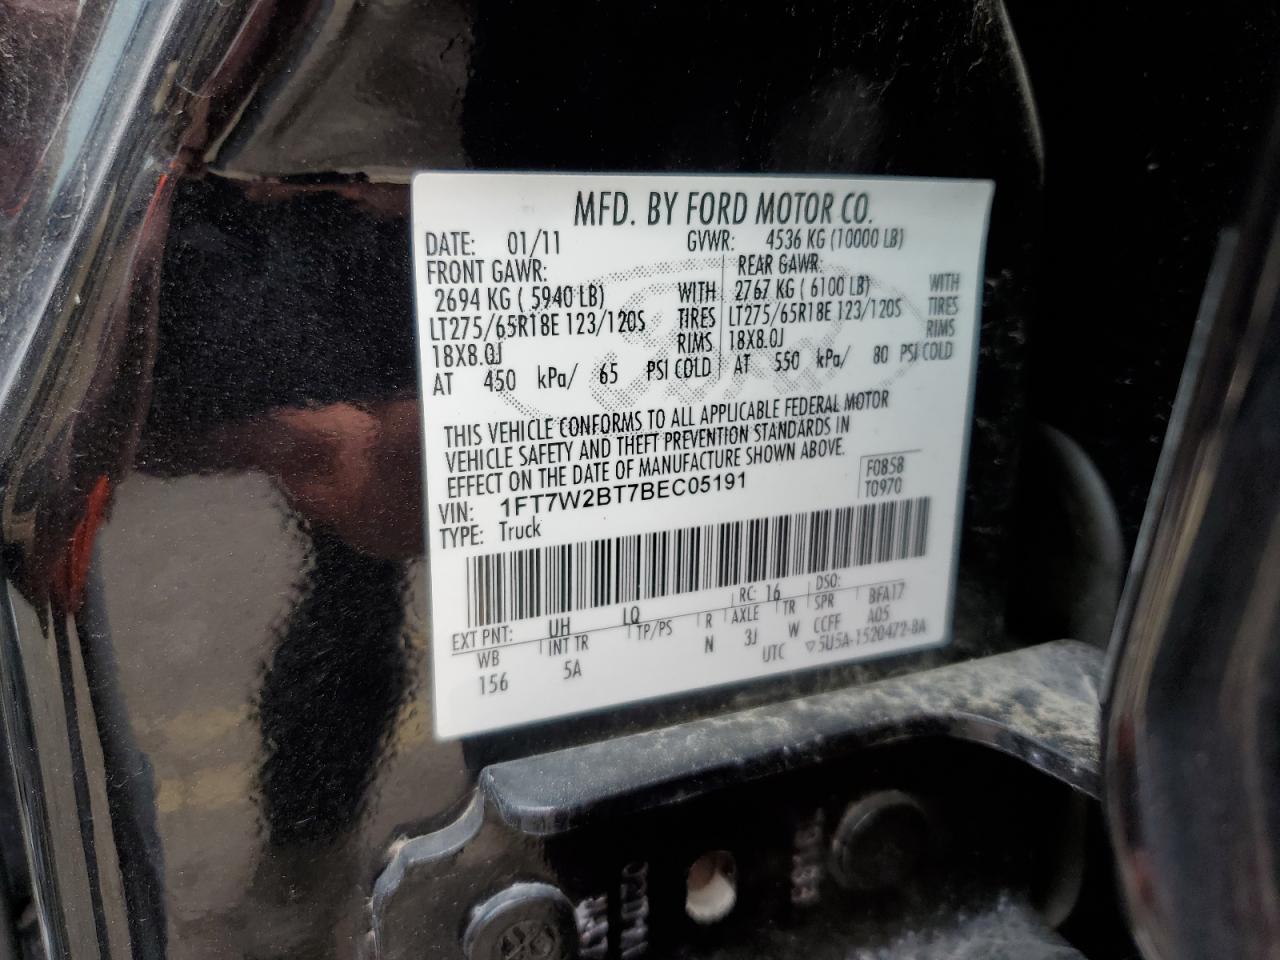 MFD. BY FORD MOTOR CO.
DATE: 01/11 GVWR: 4536 KG (10000 LB)
FRONT GAWR: REAR GAWR:
2694 KG ( 5940 LB) WITH 2767 KG ( 6100 LB) WITH
LT275/65R18E 123/120S TIRES LT275/65R18E 123/120S TIRES
18X8.0J RIMS 18X8.0J RIMS
AT 450 kPa/ 65 PSI COLD AT 550 kPa/ 80 PSI COLD
THIS VEHICLE CONFORMS TO ALL APPLICABLE FEDERAL MOTOR
VEHICLE SAFETY AND THEFT PREVENTION STANDARDS IN
EFFECT ON THE DATE OF MANUFACTURE SHOWN ABOVE.
VIN: 1FT7W2BT7BEC05191 F0858
TYPE: Truck T0970
EXT PNT: UH LQ RC: 16 DSO:
WB INT TR TP/PS R AXLE TR SPR BFA17
156 5A N 3J W CCFF A05
UTC ▽5U5A-1520472-BA